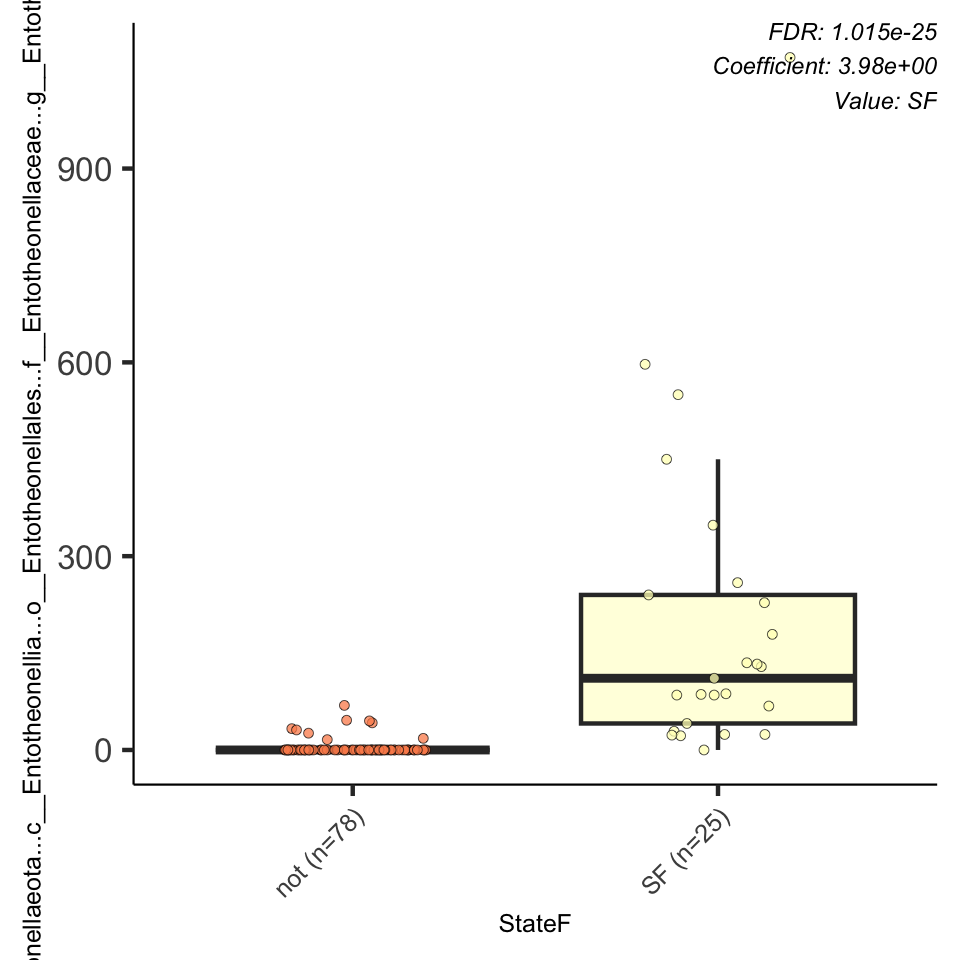 FDR: 1.015e-25
Coefficient: 3.98e+00
Value: SF
onellaeota...c__Entotheonellia...o__Entotheonellales...f__Entotheonellaceae...g__Entoth
900
600
300
0
not (n=78)
SF (n=25)
StateF